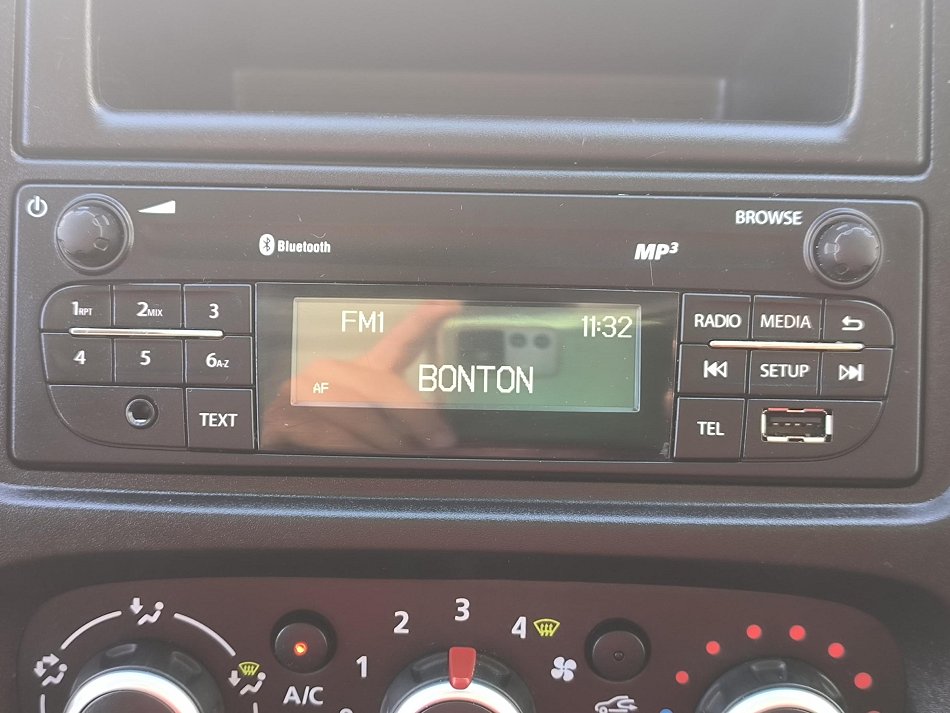 BROWSE
Bluetooth
MP3
1RPT 2MIX 3
4 5 6A-Z
TEXT
FM1 11:32
AF BONTON
RADIO MEDIA
SETUP
TEL
1 2 3 4
A/C